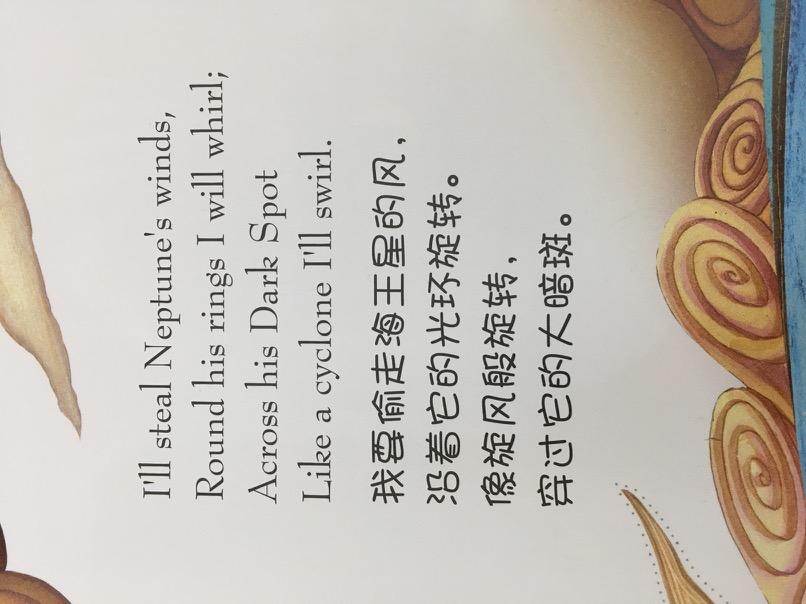 I'll steal Neptune's winds,
Round his rings I will whirl;
Across his Dark Spot
Like a cyclone I'll swirl.
我要偷走海王星的风，
沿着它的光环旋转。
像旋风般旋转，
穿过它的大暗斑。